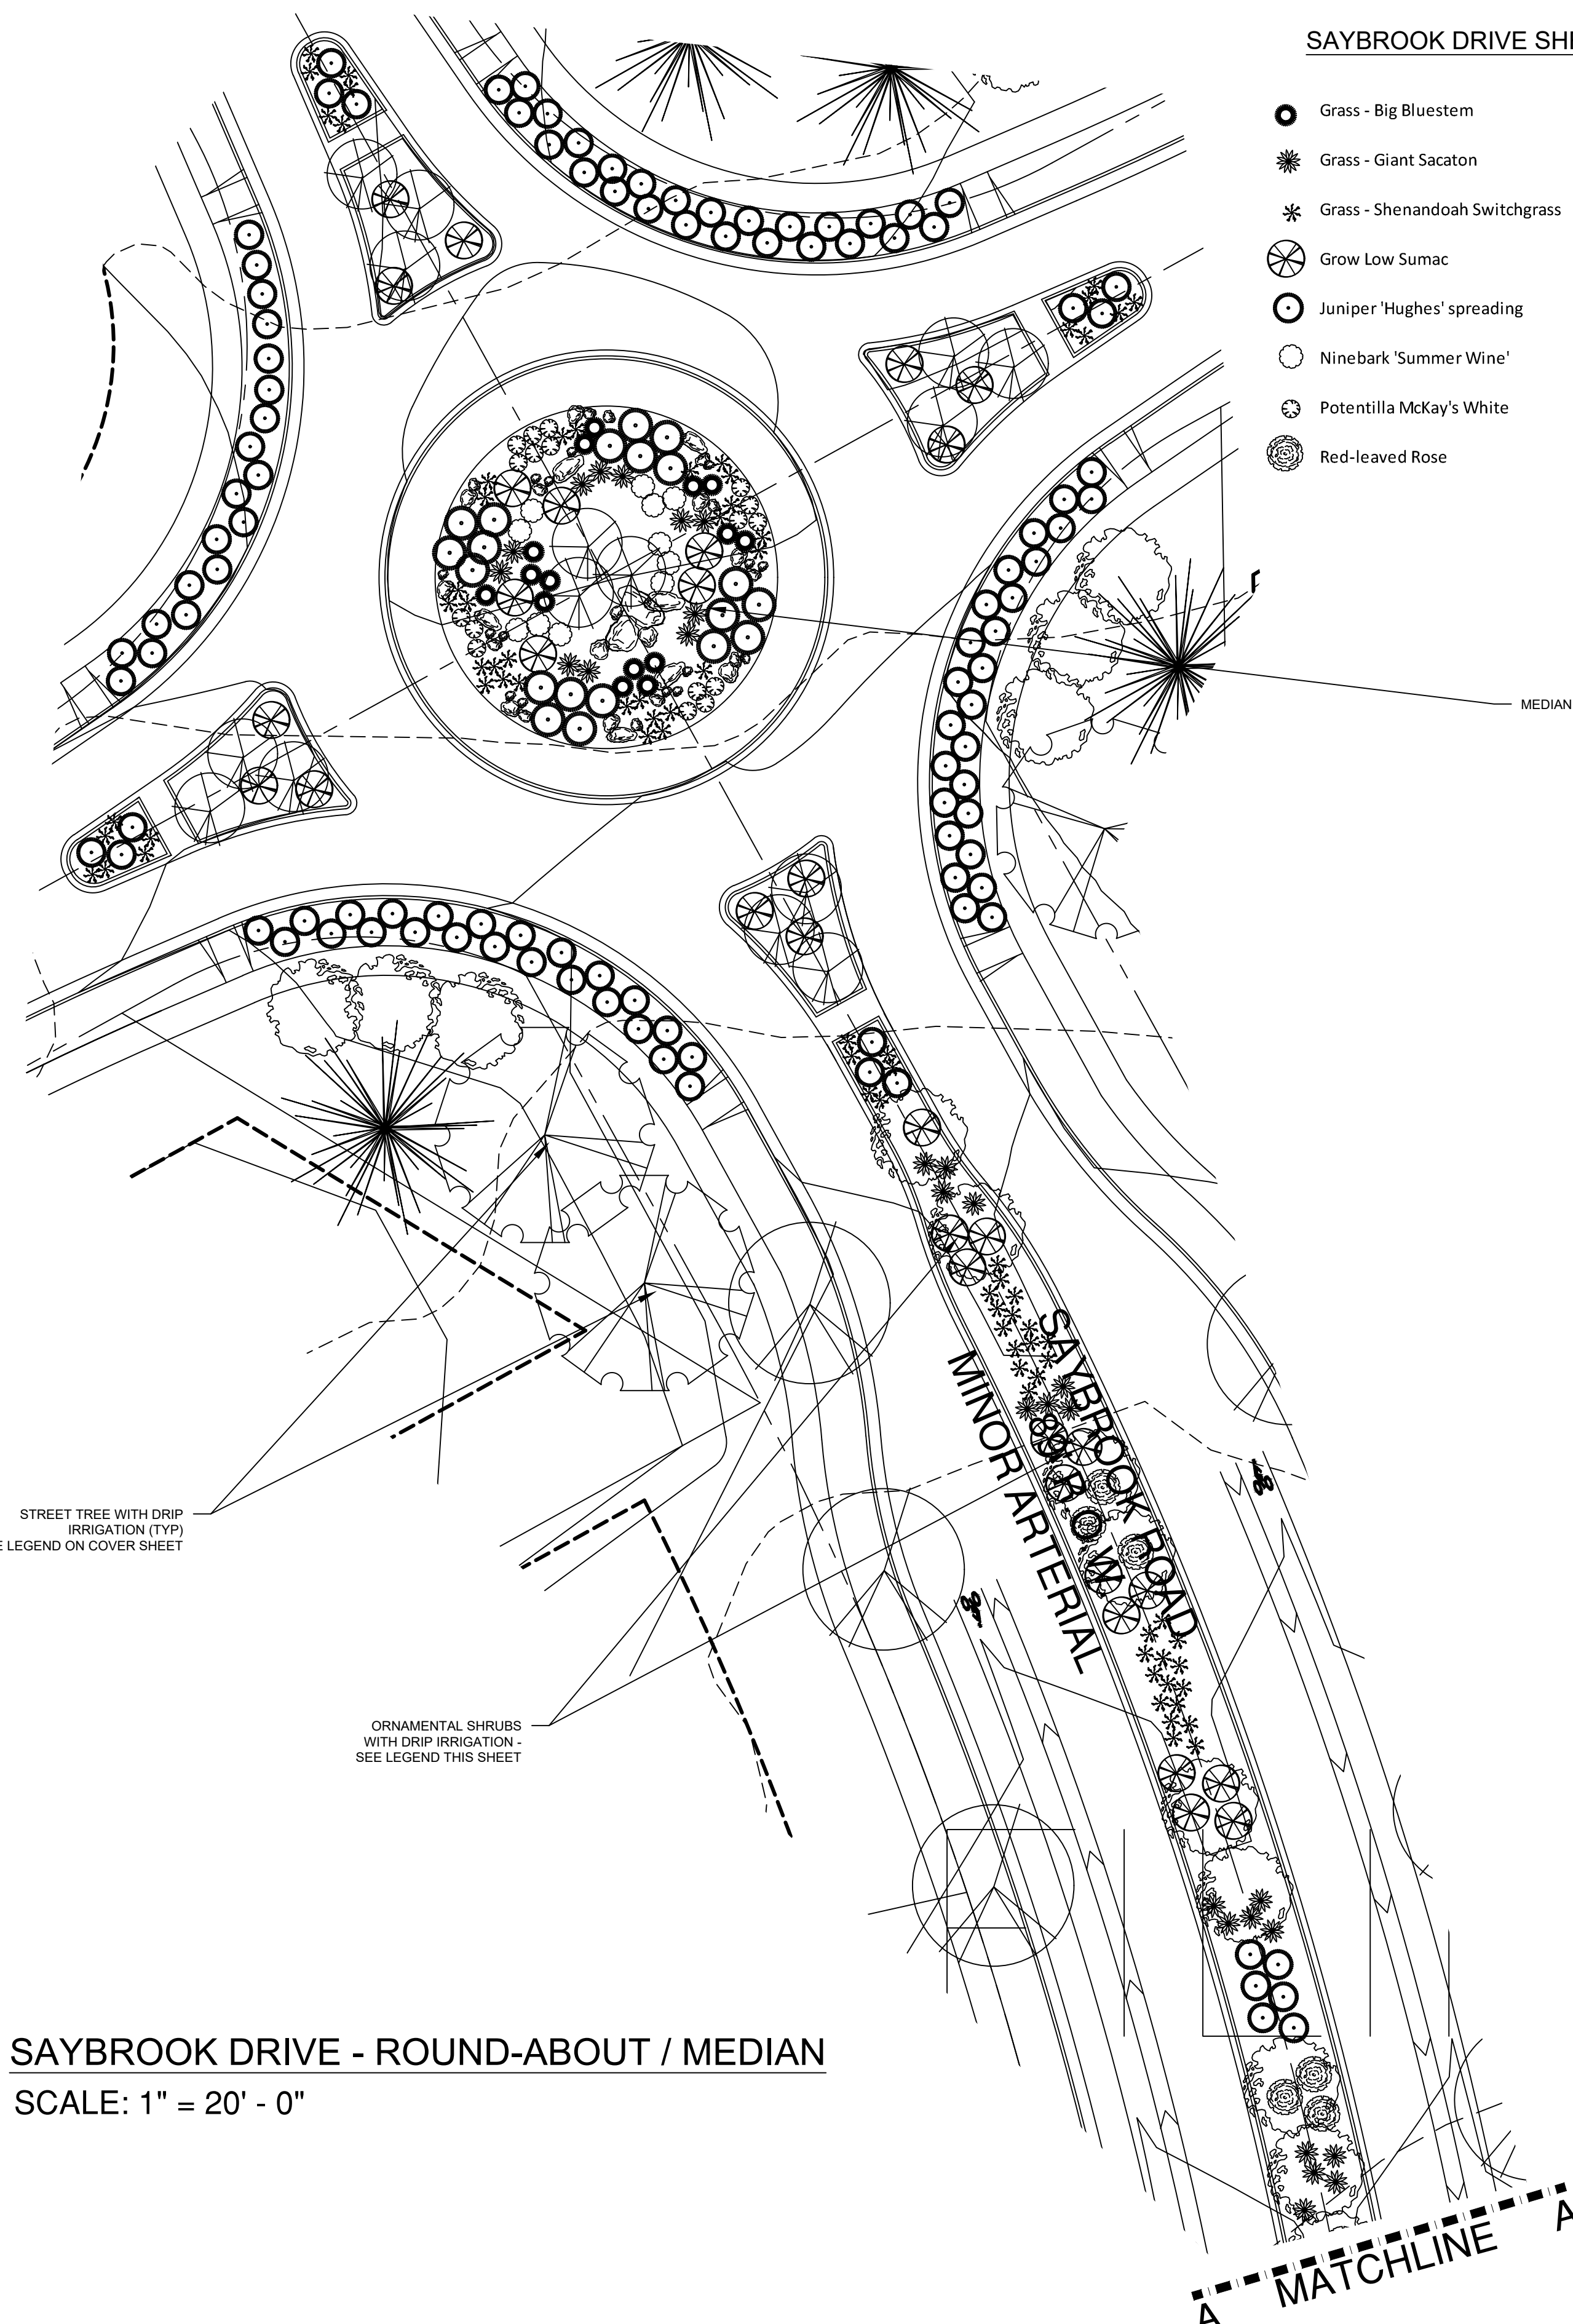 SAYBROOK DRIVE SH
Grass - Big Bluestem
Grass - Giant Sacaton
Grass - Shenandoah Switchgrass
Grow Low Sumac
Juniper 'Hughes' spreading
Ninebark 'Summer Wine'
Potentilla McKay's White
Red-leaved Rose
MEDIAN
STREET TREE WITH DRIP
IRRIGATION (TYP)
E LEGEND ON COVER SHEET
SAYBROOK ROAD
MINOR ARTERIAL
ORNAMENTAL SHRUBS
WITH DRIP IRRIGATION -
SEE LEGEND THIS SHEET
SAYBROOK DRIVE - ROUND-ABOUT / MEDIAN
SCALE: 1" = 20' - 0"
A MATCHLINE A